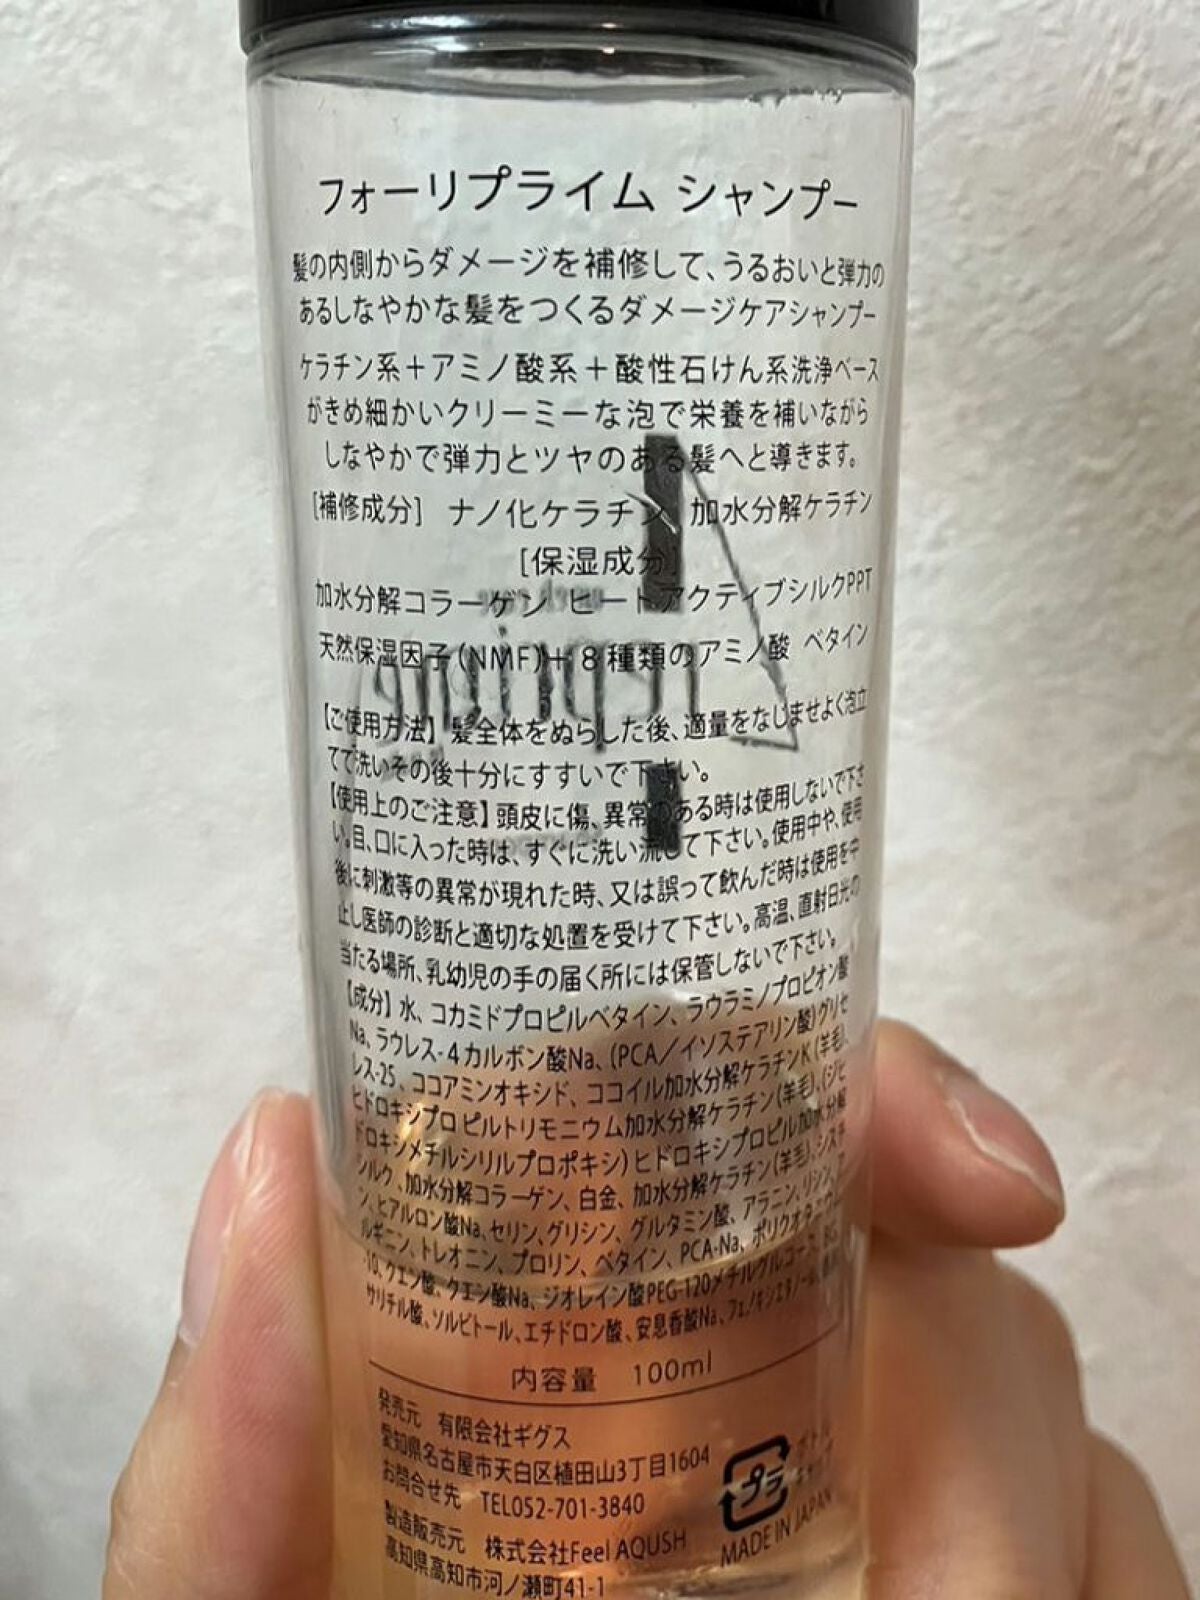 フォーリプライム シャンプー
髪の内側からダメージを補修して、うるおいと弾力の
あるしなやかな髪をつくるダメージケアシャンプー
ケラチン系＋アミノ酸系＋酸性石けん系洗浄ベース
がきめ細かいクリーミーな泡で栄養を補いながら
しなやかで弾力とツヤのある髪へと導きます。
[補修成分] ナノ化ケラチン 加水分解ケラチン
[保湿成分]
加水分解コラーゲン ヒートアクティブシルクPPT
天然保湿因子(NMF)＋8種類のアミノ酸 ベタイン
【ご使用方法】髪全体をぬらした後、適量をなじませよく泡立
てて洗いその後十分にすすいで下さい。
【使用上のご注意】頭皮に傷、異常のある時は使用しないで下さ
い。目、口に入った時は、すぐに洗い流して下さい。使用中や、使用
後に刺激等の異常が現れた時、又は誤って飲んだ時は使用を中
止し医師の診断と適切な処置を受けて下さい。高温、直射日光の
当たる場所、乳幼児の手の届く所には保管しないで下さい。
【成分】水、コカミドプロピルベタイン、ラウラミノプロピオン酸
Na、ラウレス-4カルボン酸Na、(PCA／イソステアリン酸)グリセ
レス-25、ココアミンオキシド、ココイル加水分解ケラチンK(羊毛)、
ヒドロキシプロピルトリモニウム加水分解ケラチン(羊毛)、(ジヒ
ドロキシメチルシリルプロポキシ)ヒドロキシプロピル加水分解
シルク、加水分解コラーゲン、白金、加水分解ケラチン(羊毛)、シスチ
ン、ヒアルロン酸Na、セリン、グリシン、グルタミン酸、アラニン、リシン、ア
ルギニン、トレオニン、プロリン、ベタイン、PCA-Na、ポリクオタニウム
-10、クエン酸、クエン酸Na、ジオレイン酸PEG-120メチルグルコース、BG、
サリチル酸、ソルビトール、エチドロン酸、安息香酸Na、フェノキシエタノール、
内容量 100ml
発売元 有限会社ギグス
愛知県名古屋市天白区植田山3丁目1604
お問合せ先 TEL052-701-3840
製造販売元 株式会社Feel AQUSH
高知県高知市河ノ瀬町41-1
プラ
ボトル
キャップ
MADE IN JAPAN